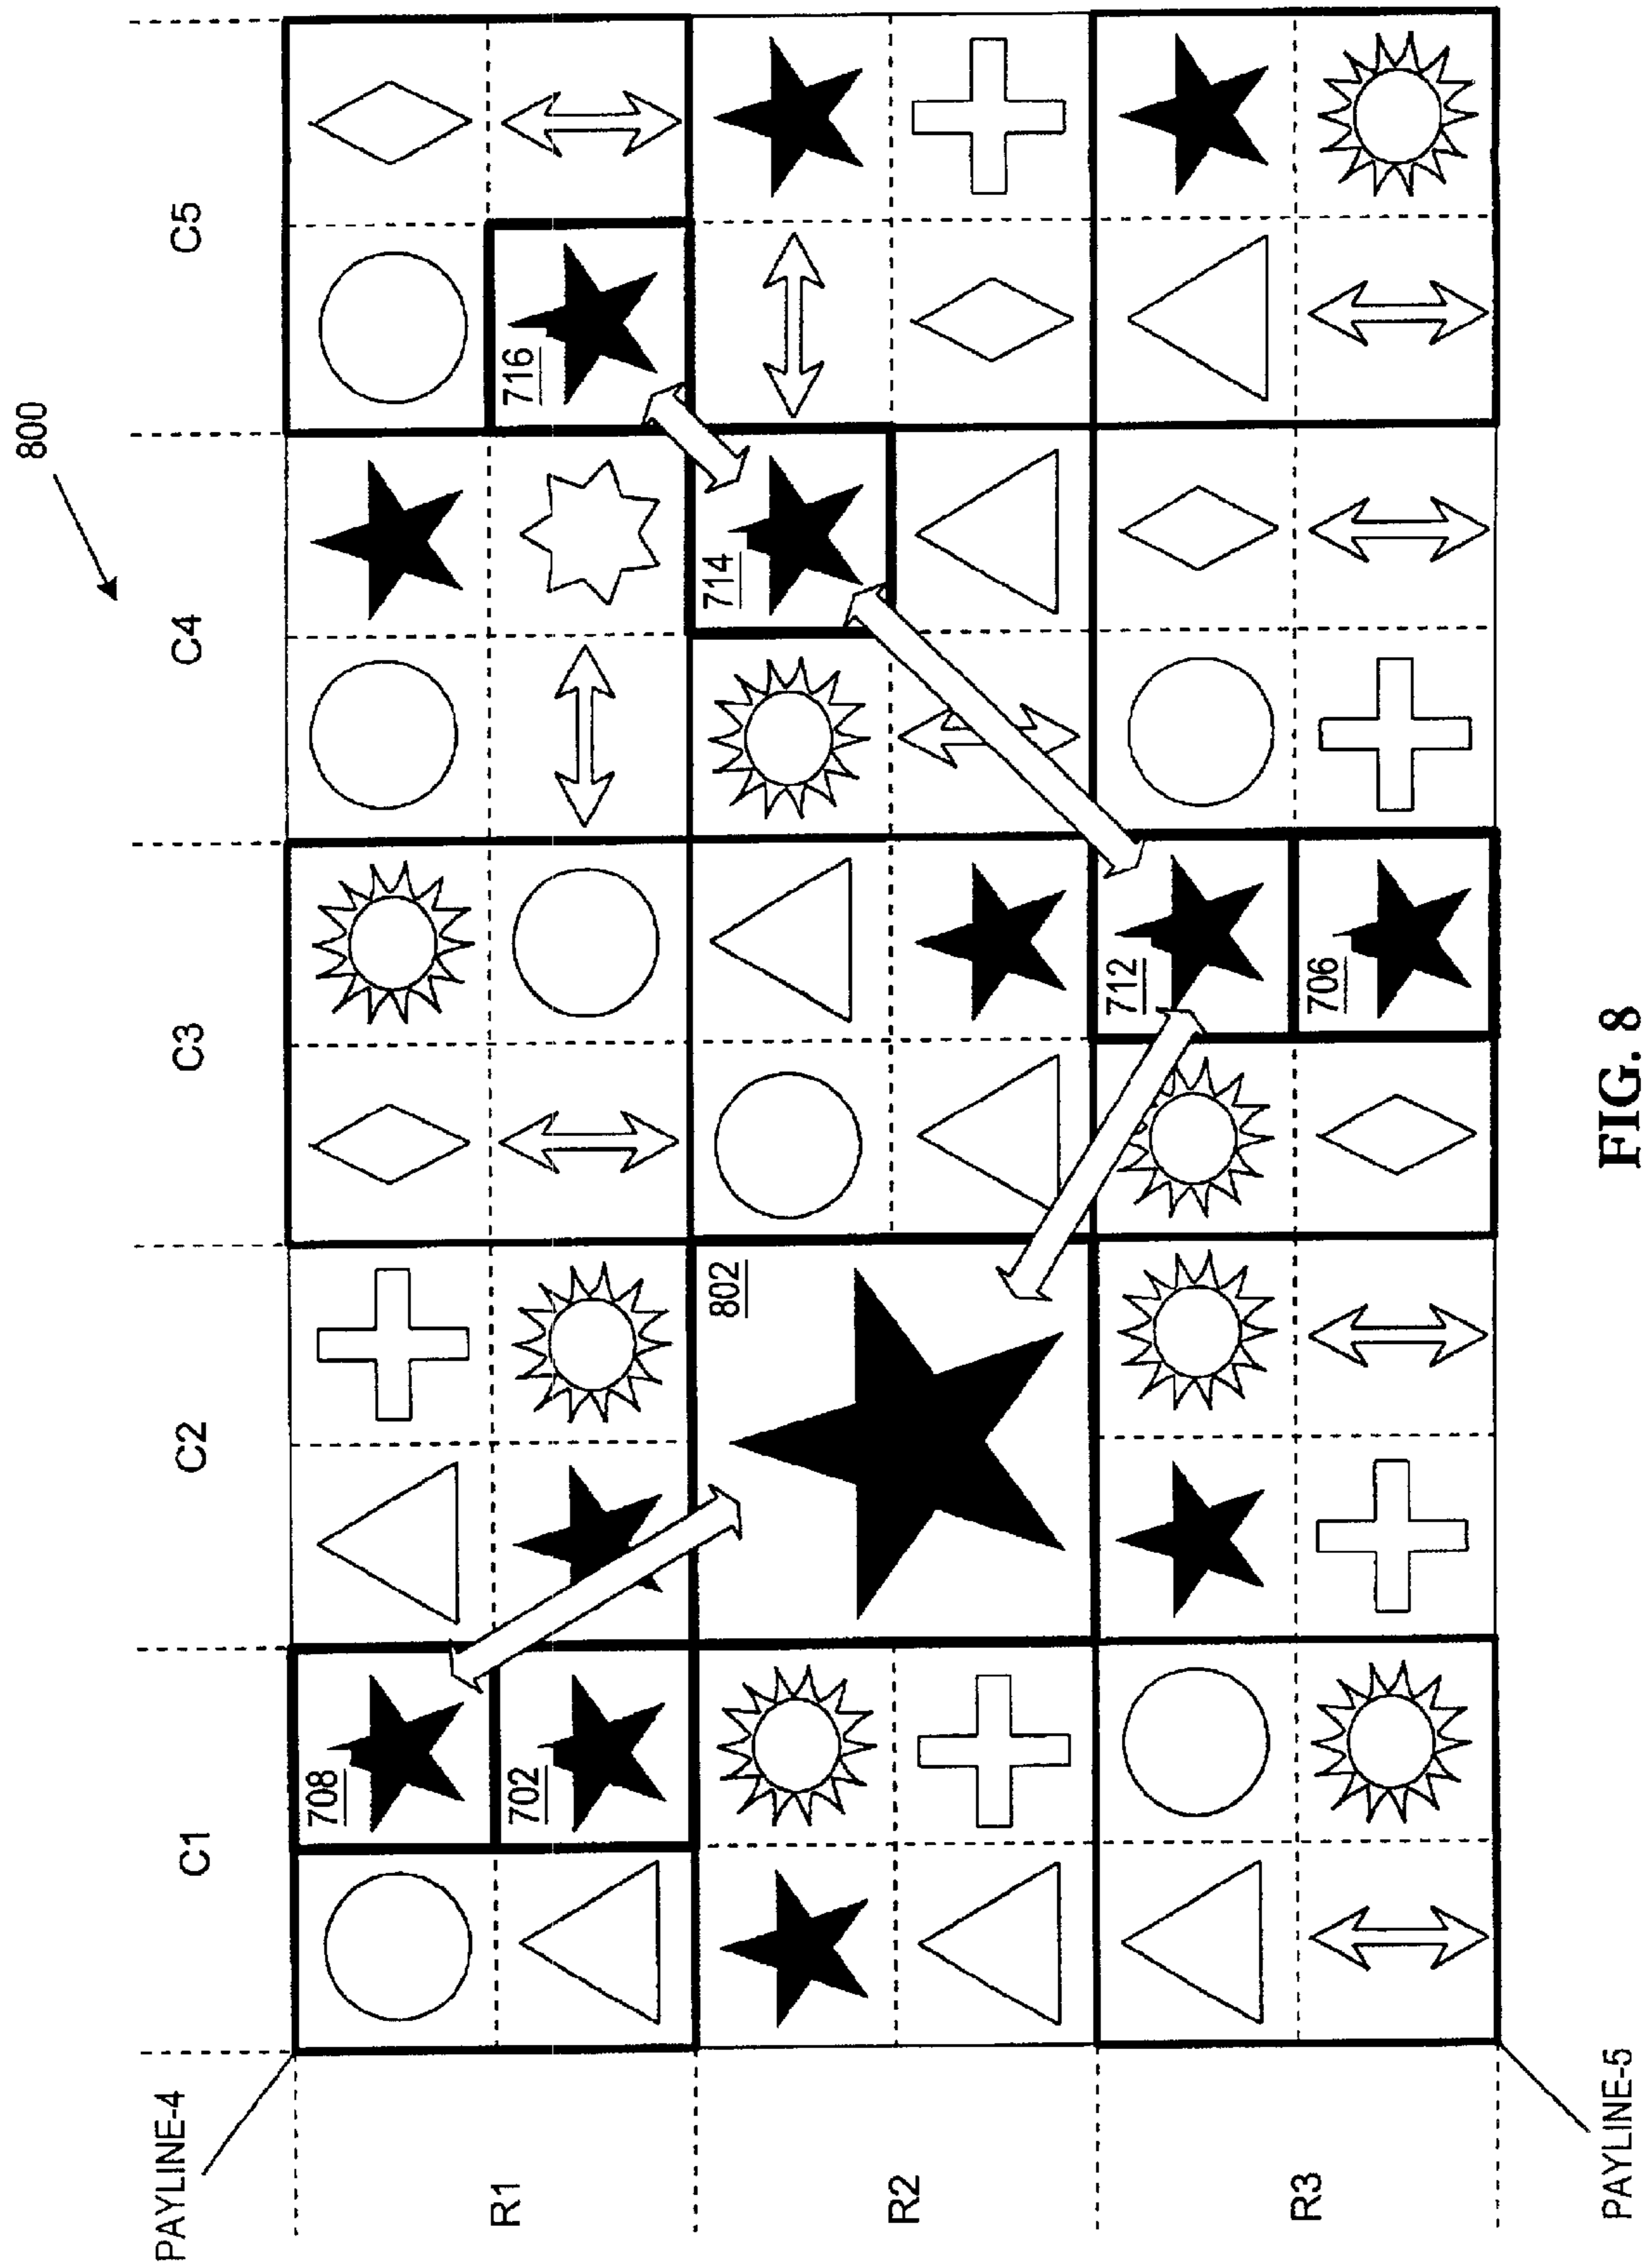 800
C1
C2
C3
C4
C5
PAYLINE-4
R1
708
702
716
R2
802
714
R3
712
706
PAYLINE-5
FIG. 8